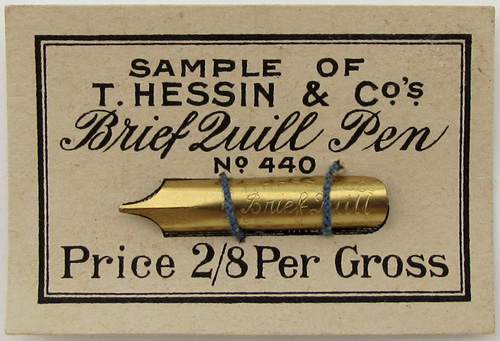 SAMPLE OF
T. HESSIN & Co's
Brief Quill Pen
No 440
Brief Quill
Price 2/8 Per Gross